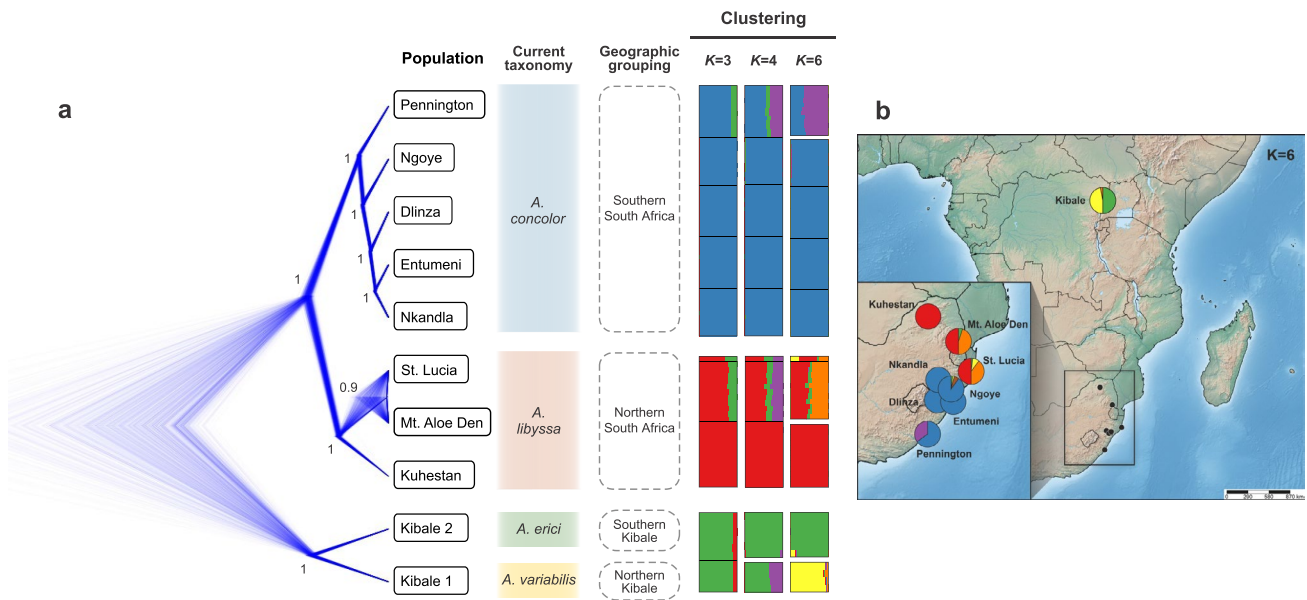 Clustering
Population
Current
taxonomy
Geographic
grouping
K=3
K=4
K=6
a
Pennington
Ngoye
Dlinza
Entumeni
Nkandla
St. Lucia
Mt. Aloe Den
Kuhestan
Kibale 2
Kibale 1
1
1
1
1
1
0.9
1
1
A.
concolor
A.
libyssa
A. erici
A. variabilis
Southern
South Africa
Northern
South Africa
Southern
Kibale
Northern
Kibale
b
K=6
Kibale
Kuhestan
Mt. Aloe Den
Nkandla
St. Lucia
Ngoye
Dlinza
Entumeni
Pennington